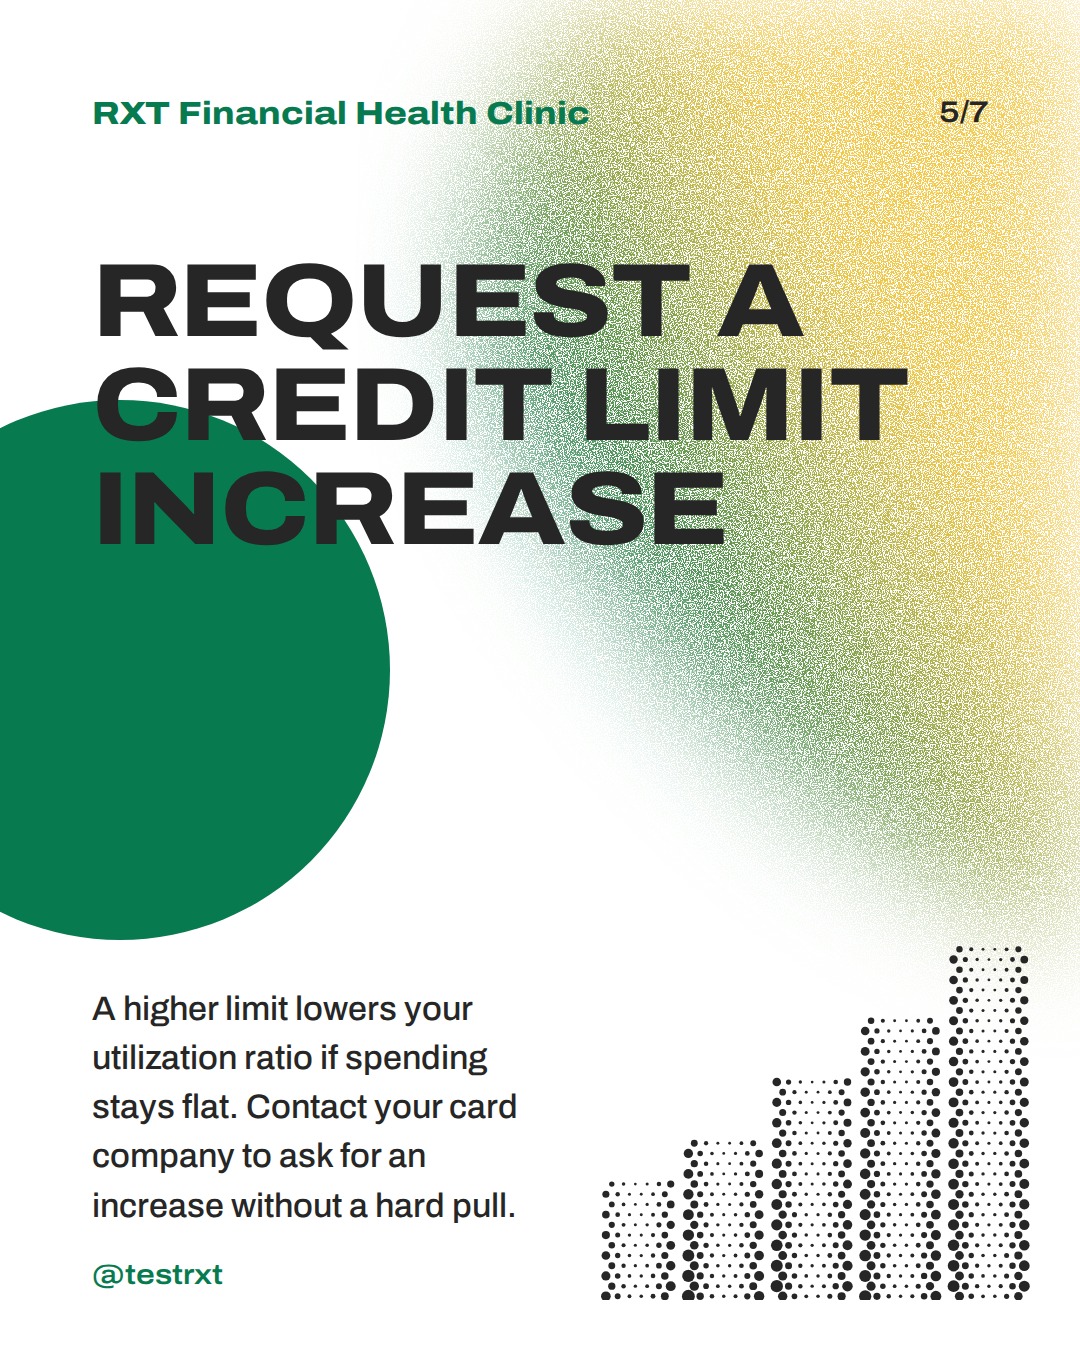 RXT Financial Health Clinic
5/7
REQUEST A
CREDIT LIMIT
INCREASE
A higher limit lowers your
utilization ratio if spending
stays flat. Contact your card
company to ask for an
increase without a hard pull.
@testrxt